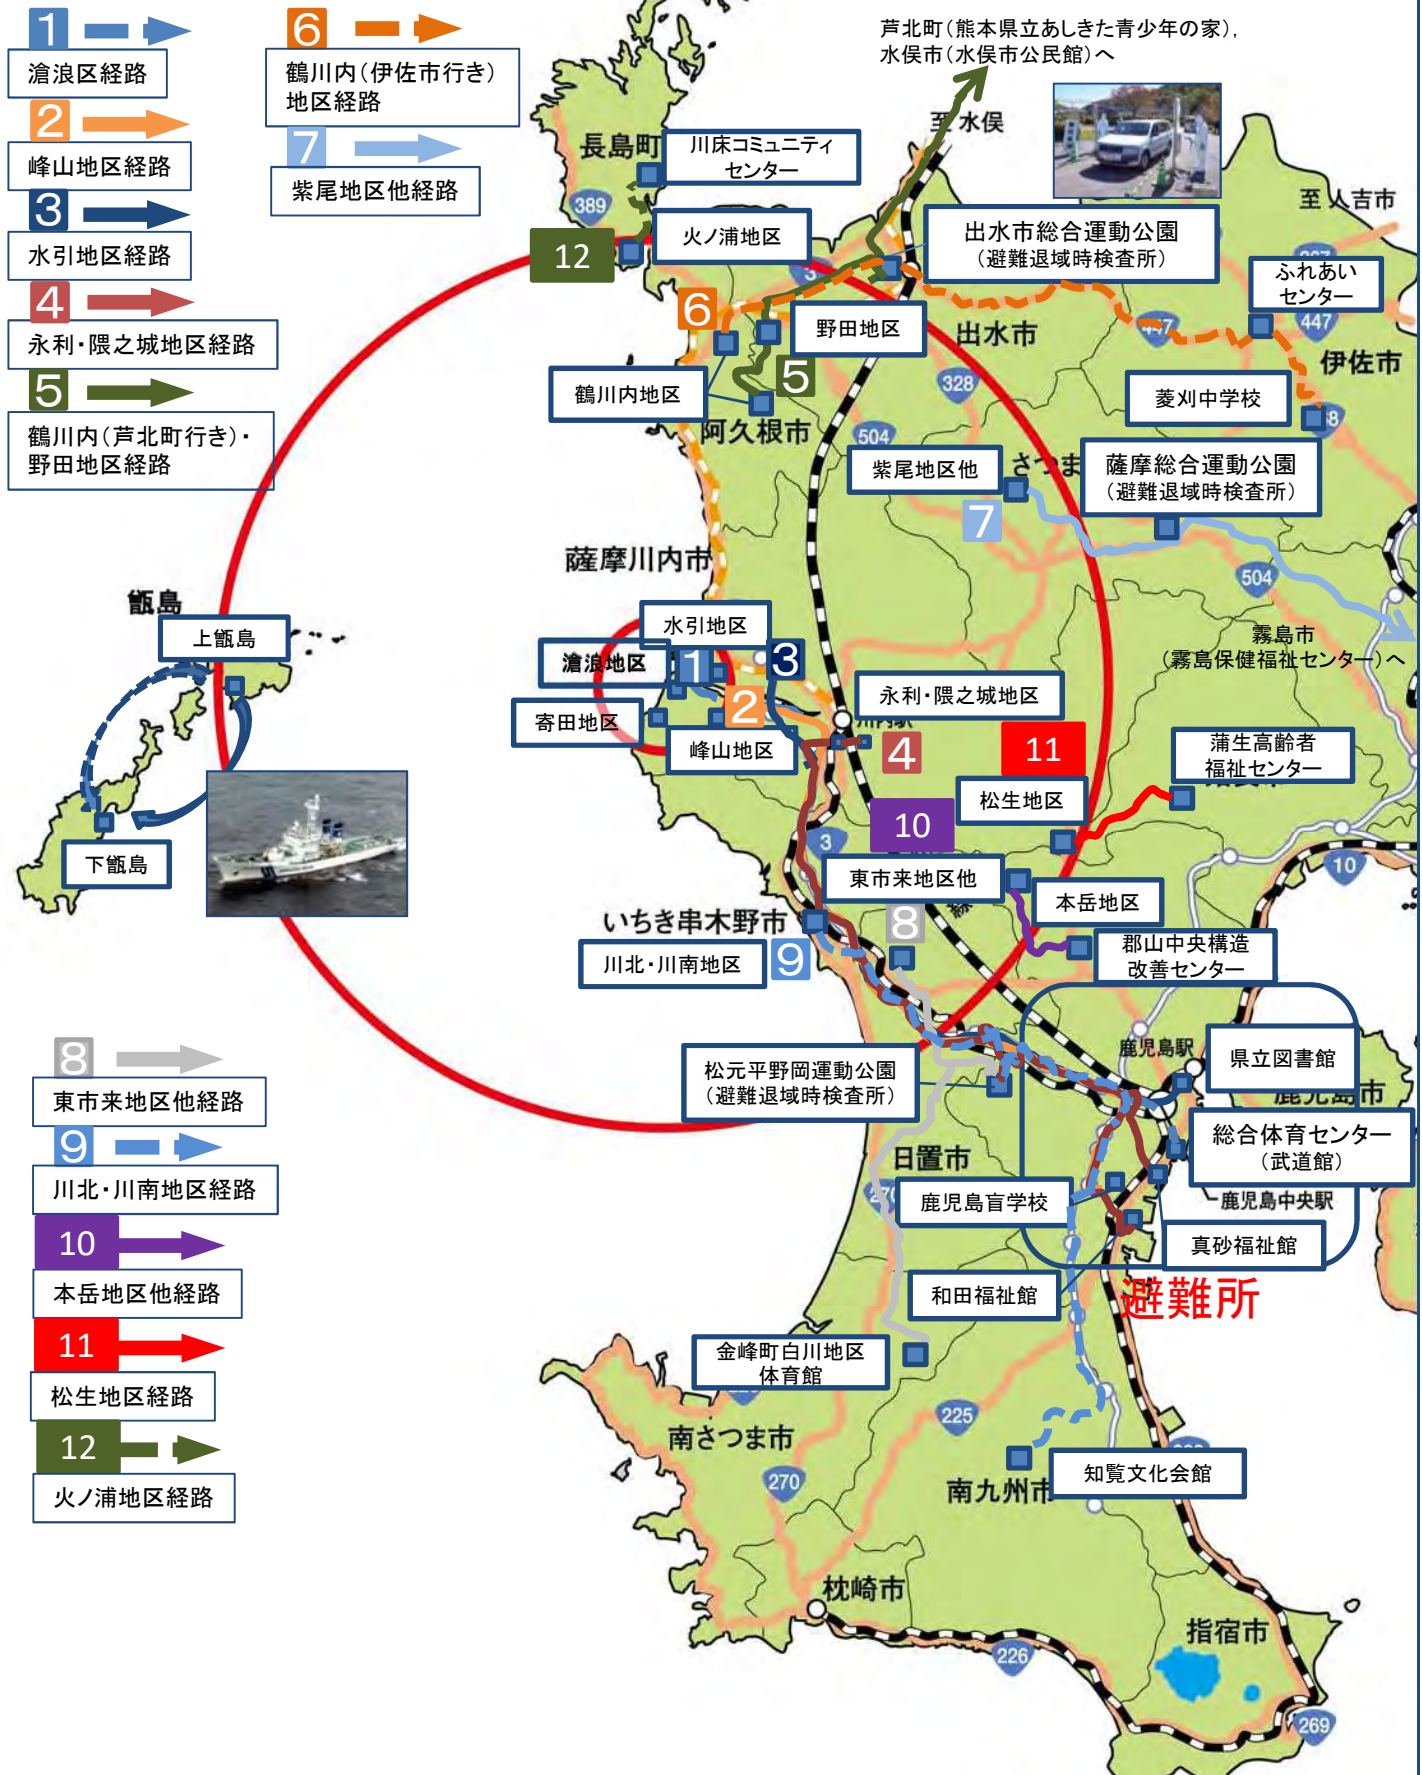 1
滄浪区経路
2
峰山地区経路
3
水引地区経路
4
永利・隈之城地区経路
5
鶴川内(芦北町行き)・
野田地区経路
6
鶴川内(伊佐市行き)
地区経路
7
紫尾地区他経路
芦北町(熊本県立あしきた青少年の家),
水俣市(水俣市公民館)へ
至 水俣
至 人吉市
長島町
川床コミュニティ
センター
389
12
火ノ浦地区
出水市総合運動公園
(避難退域時検査所)
267
ふれあい
センター
3
6
野田地区
出水市
447
447
伊佐市
鶴川内地区
5
328
菱刈中学校
阿久根市
504
紫尾地区他
さつま
薩摩総合運動公園
(避難退域時検査所)
7
薩摩川内市
504
甑島
上甑島
水引地区
滄浪地区
1
3
霧島市
(霧島保健福祉センター)へ
寄田地区
2
永利・隈之城地区
川内駅
峰山地区
4
11
蒲生高齢者
福祉センター
松生地区
10
3
10
下甑島
東市来地区他
本岳地区
いちき串木野市
8
川北・川南地区
9
郡山中央構造
改善センター
鹿児島駅
県立図書館
松元平野岡運動公園
(避難退域時検査所)
鹿児島市
総合体育センター
(武道館)
日置市
270
鹿児島盲学校
鹿児島中央駅
真砂福祉館
和田福祉館
避難所
金峰町白川地区
体育館
南さつま市
225
270
知覧文化会館
南九州市
枕崎市
指宿市
226
269
8
東市来地区他経路
9
川北・川南地区経路
10
本岳地区他経路
11
松生地区経路
12
火ノ浦地区経路